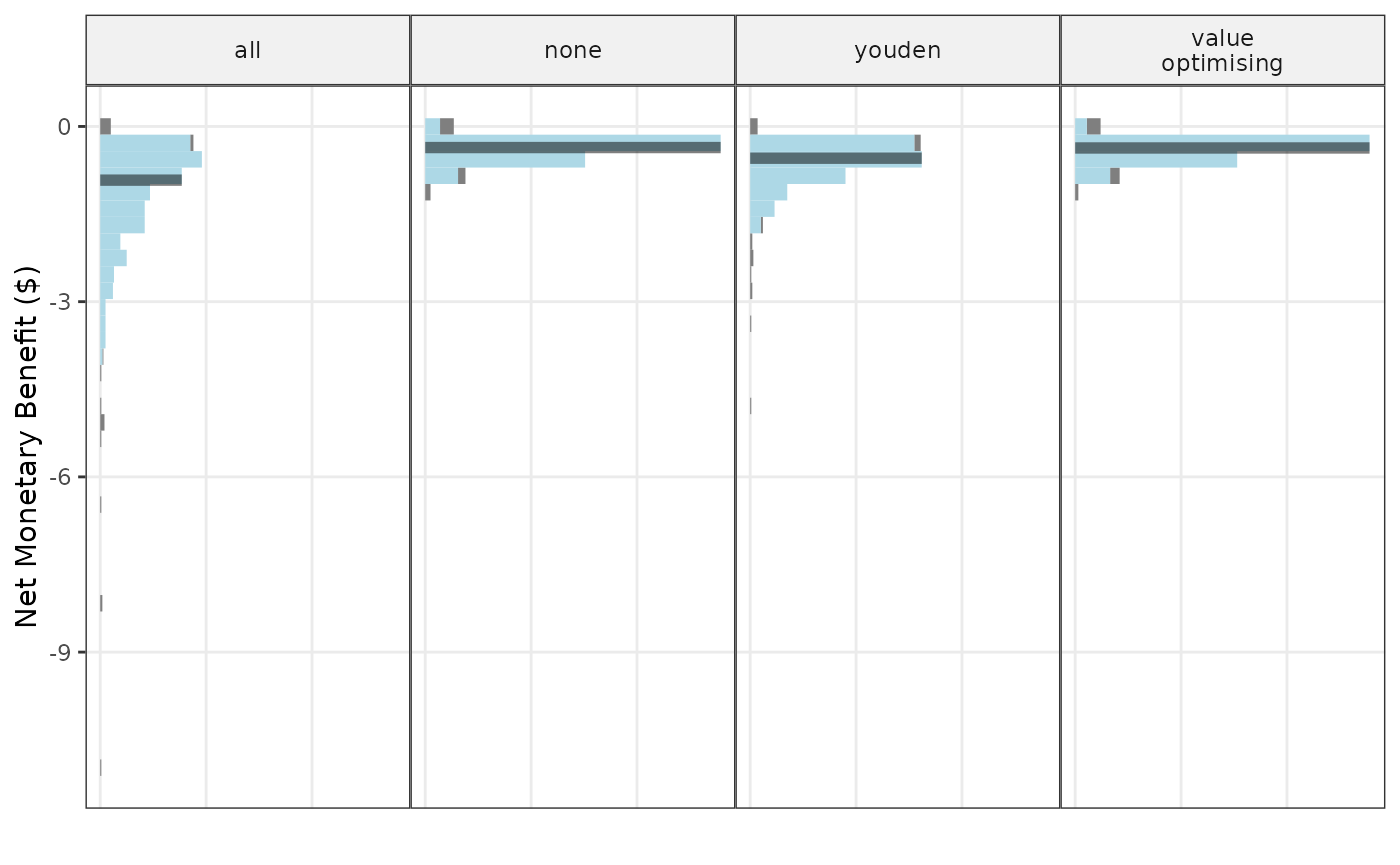 all
none
youden
value
optimising
Net Monetary Benefit ($)
0
-3
-6
-9